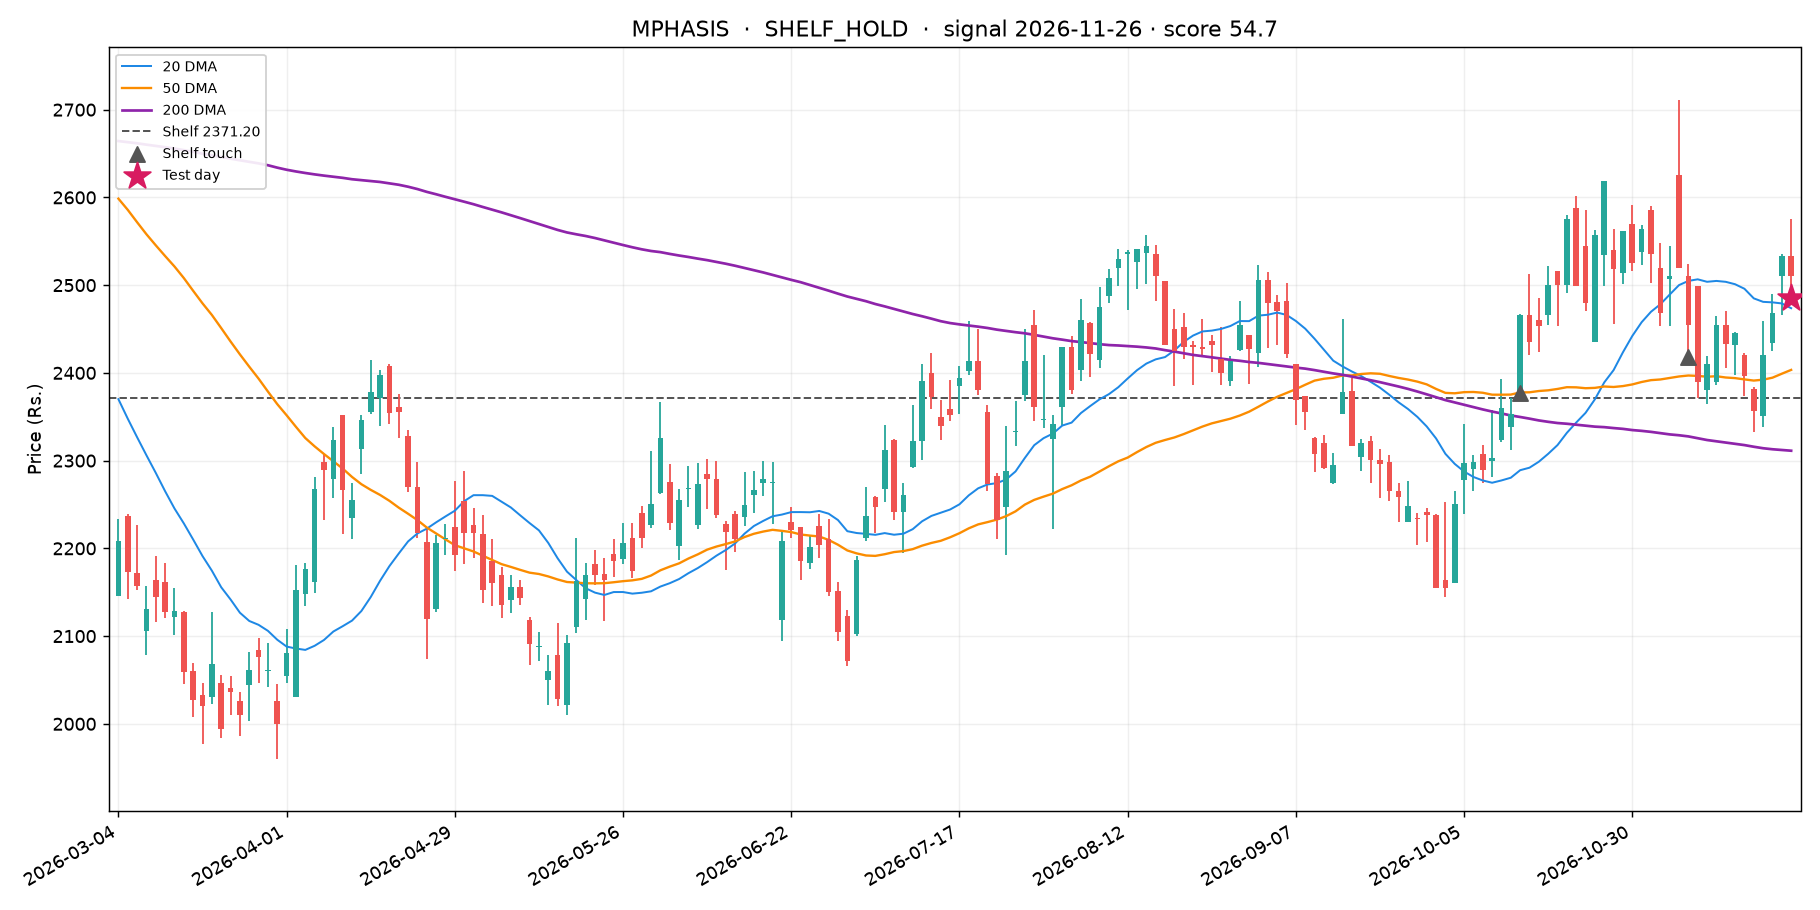 MPHASIS · SHELF_HOLD · signal 2026-11-26 · score 54.7
20 DMA
50 DMA
200 DMA
Shelf 2371.20
Shelf touch
Test day
Price (Rs.)
2700
2600
2500
2400
2300
2200
2100
2000
2026-03-04
2026-04-01
2026-04-29
2026-05-26
2026-06-22
2026-07-17
2026-08-12
2026-09-07
2026-10-05
2026-10-30